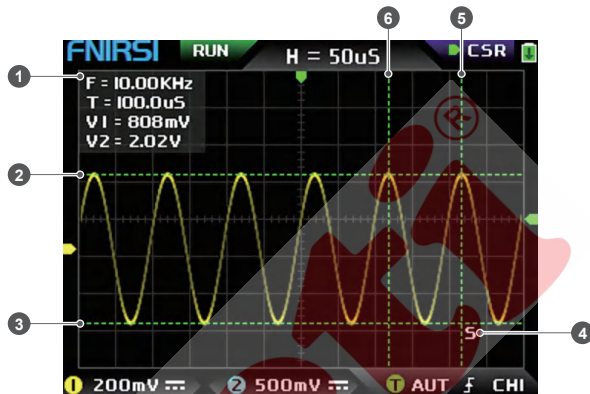 6 5
FNIRSI RUN H = 50uS CSR
1
F = 10.00KHz
T = 100.0uS
V1 = 808mV
V2 = 2.02V
®
2
3
S 4
1 200mV 2 500mV T AUT CH1